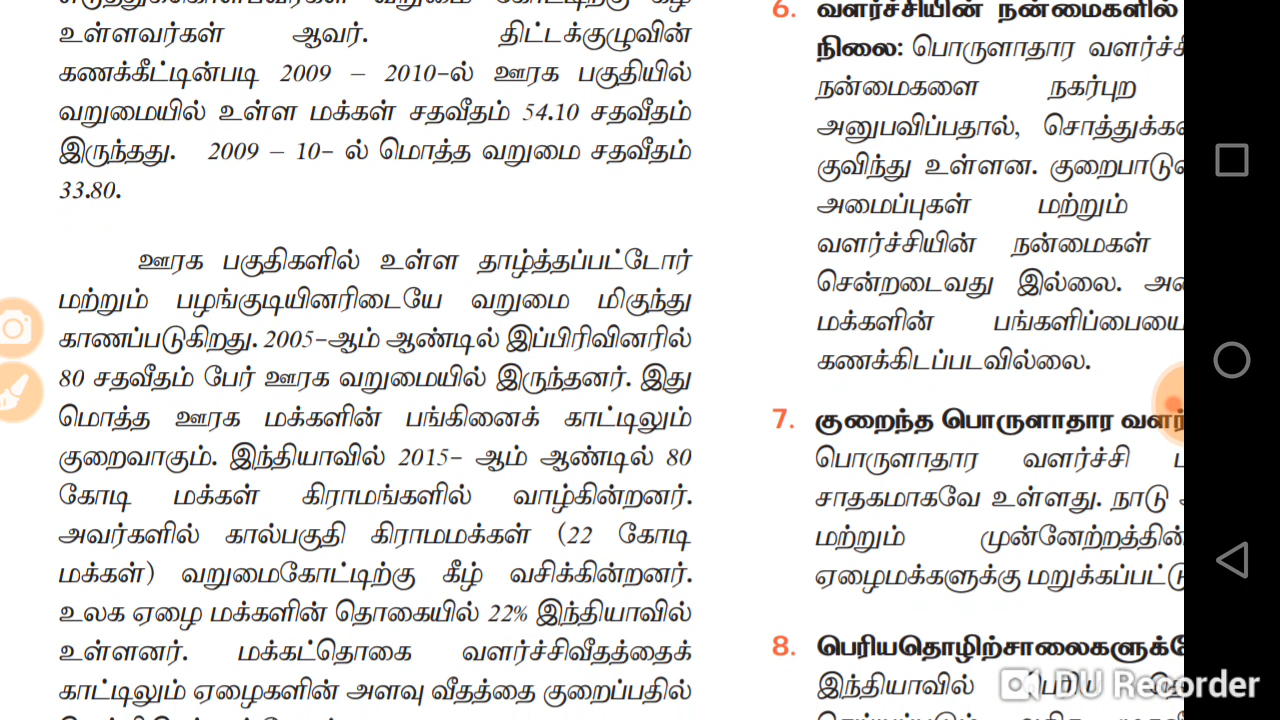 எடுத்துக்கொள்பவர்கள் வறுமை கோட்டிற்கு கீழ்
உள்ளவர்கள் ஆவர். திட்டக்குழுவின்
கணக்கீட்டின்படி 2009 – 2010-ல் ஊரக பகுதியில்
வறுமையில் உள்ள மக்கள் சதவீதம் 54.10 சதவீதம்
இருந்தது. 2009 – 10- ல் மொத்த வறுமை சதவீதம்
33.80.
ஊரக பகுதிகளில் உள்ள தாழ்த்தப்பட்டோர்
மற்றும் பழங்குடியினரிடையே வறுமை மிகுந்து
காணப்படுகிறது. 2005-ஆம் ஆண்டில் இப்பிரிவினரில்
80 சதவீதம் பேர் ஊரக வறுமையில் இருந்தனர். இது
மொத்த ஊரக மக்களின் பங்கினைக் காட்டிலும்
குறைவாகும். இந்தியாவில் 2015- ஆம் ஆண்டில் 80
கோடி மக்கள் கிராமங்களில் வாழ்கின்றனர்.
அவர்களில் கால்பகுதி கிராமமக்கள் (22 கோடி
மக்கள்) வறுமைகோட்டிற்கு கீழ் வசிக்கின்றனர்.
உலக ஏழை மக்களின் தொகையில் 22% இந்தியாவில்
உள்ளனர். மக்கட்தொகை வளர்ச்சிவீதத்தைக்
காட்டிலும் ஏழைகளின் அளவு வீதத்தை குறைப்பதில்
6. வளர்ச்சியின் நன்மைகளில்
நிலை: பொருளாதார
நன்மைகளை நகர்புற
அனுபவிப்பதால்,
குவிந்து உள்ளன.
அமைப்புகள் மற்றும்
வளர்ச்சியின் நன்மைகள்
சென்றடைவது இல்லை.
மக்களின்
கணக்கிடப்படவில்லை.
7. குறைந்த பொருளாதார
பொருளாதார வளர்ச்சி
சாதகமாகவே உள்ளது. நாடு
மற்றும்
ஏழைமக்களுக்கு
8.
இந்தியாவில்
DU Recorder